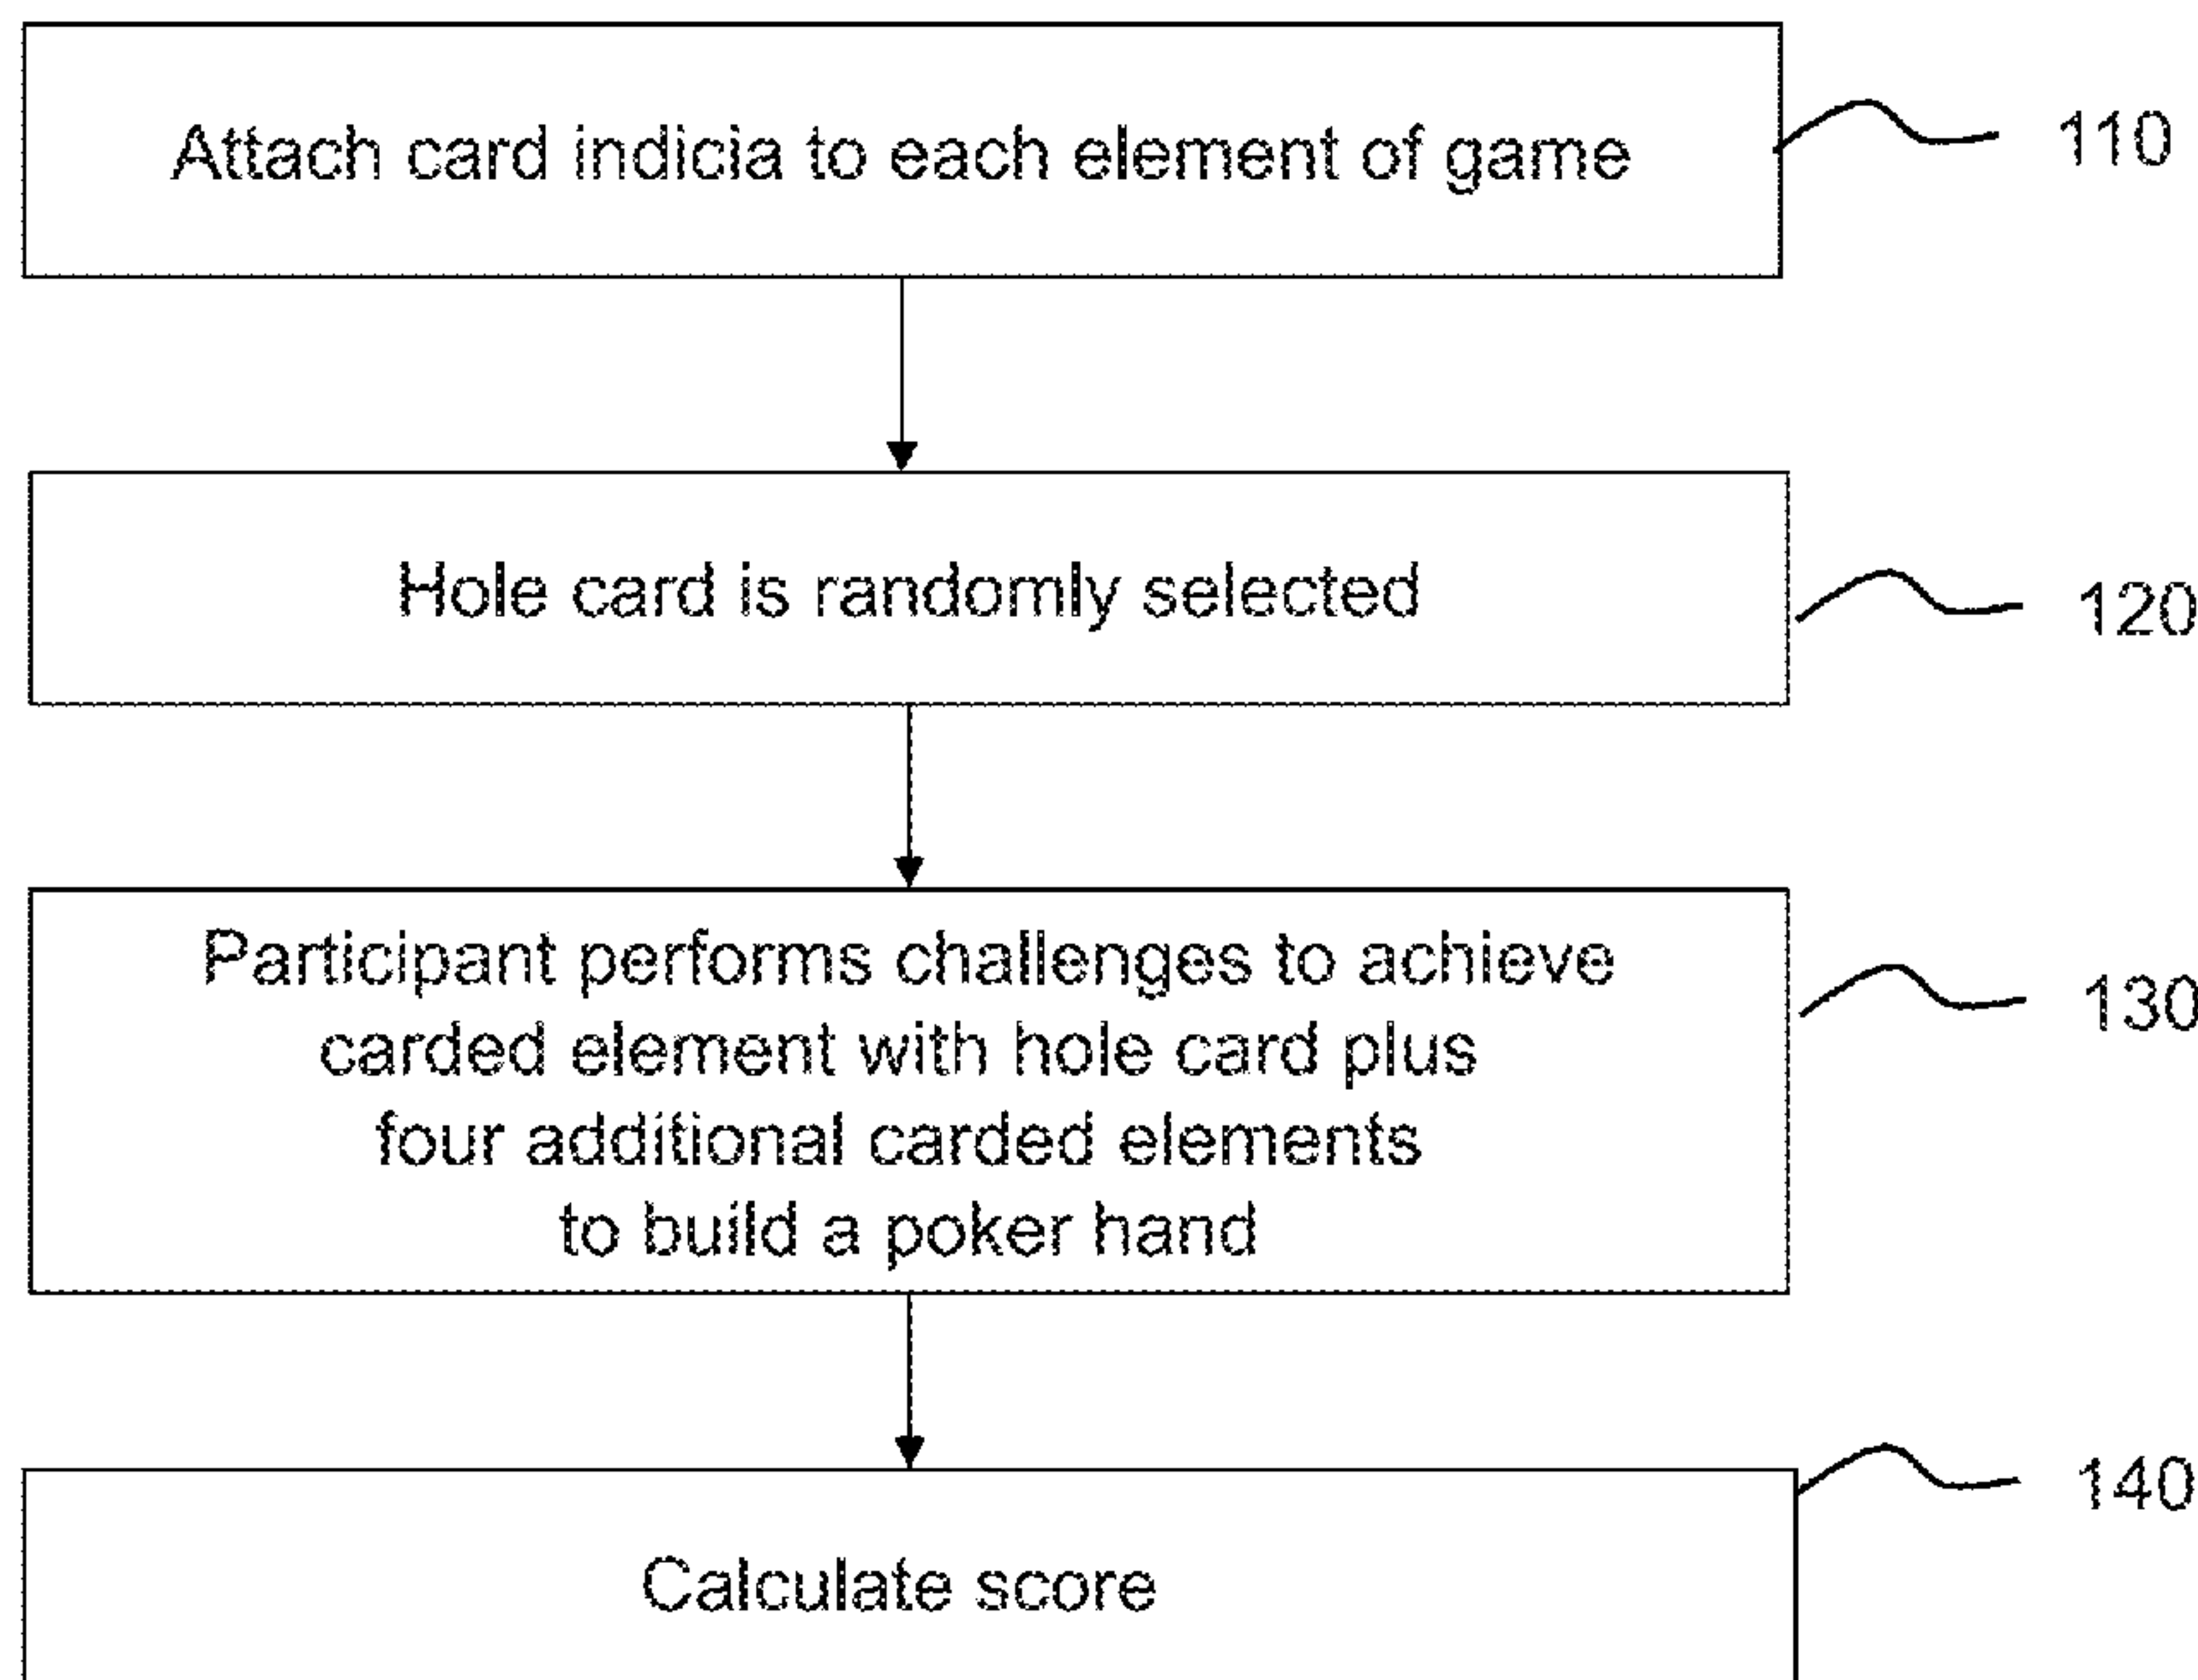 Attach card indicia to each element of game
110
Hole card is randomly selected
120
Participant performs challenges to achieve
carded element with hole card plus
four additional carded elements
to build a poker hand
130
140
Calculate score